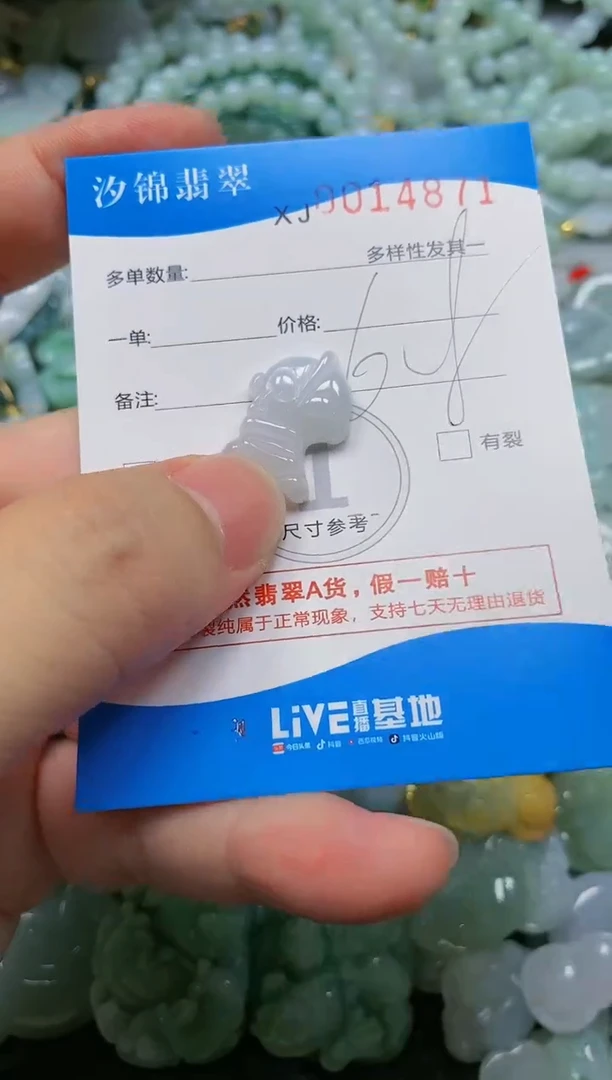 汐锦翡翠
XJ0014871
多样性发其一
多单数量:
一单: 价格:
备注:
有裂
1
尺寸参考
翡翠A货，假一赔十
裂纯属于正常现象，支持七天无理由退货
LiVE直播基地
今日头条 抖音 西瓜视频 抖音火山版